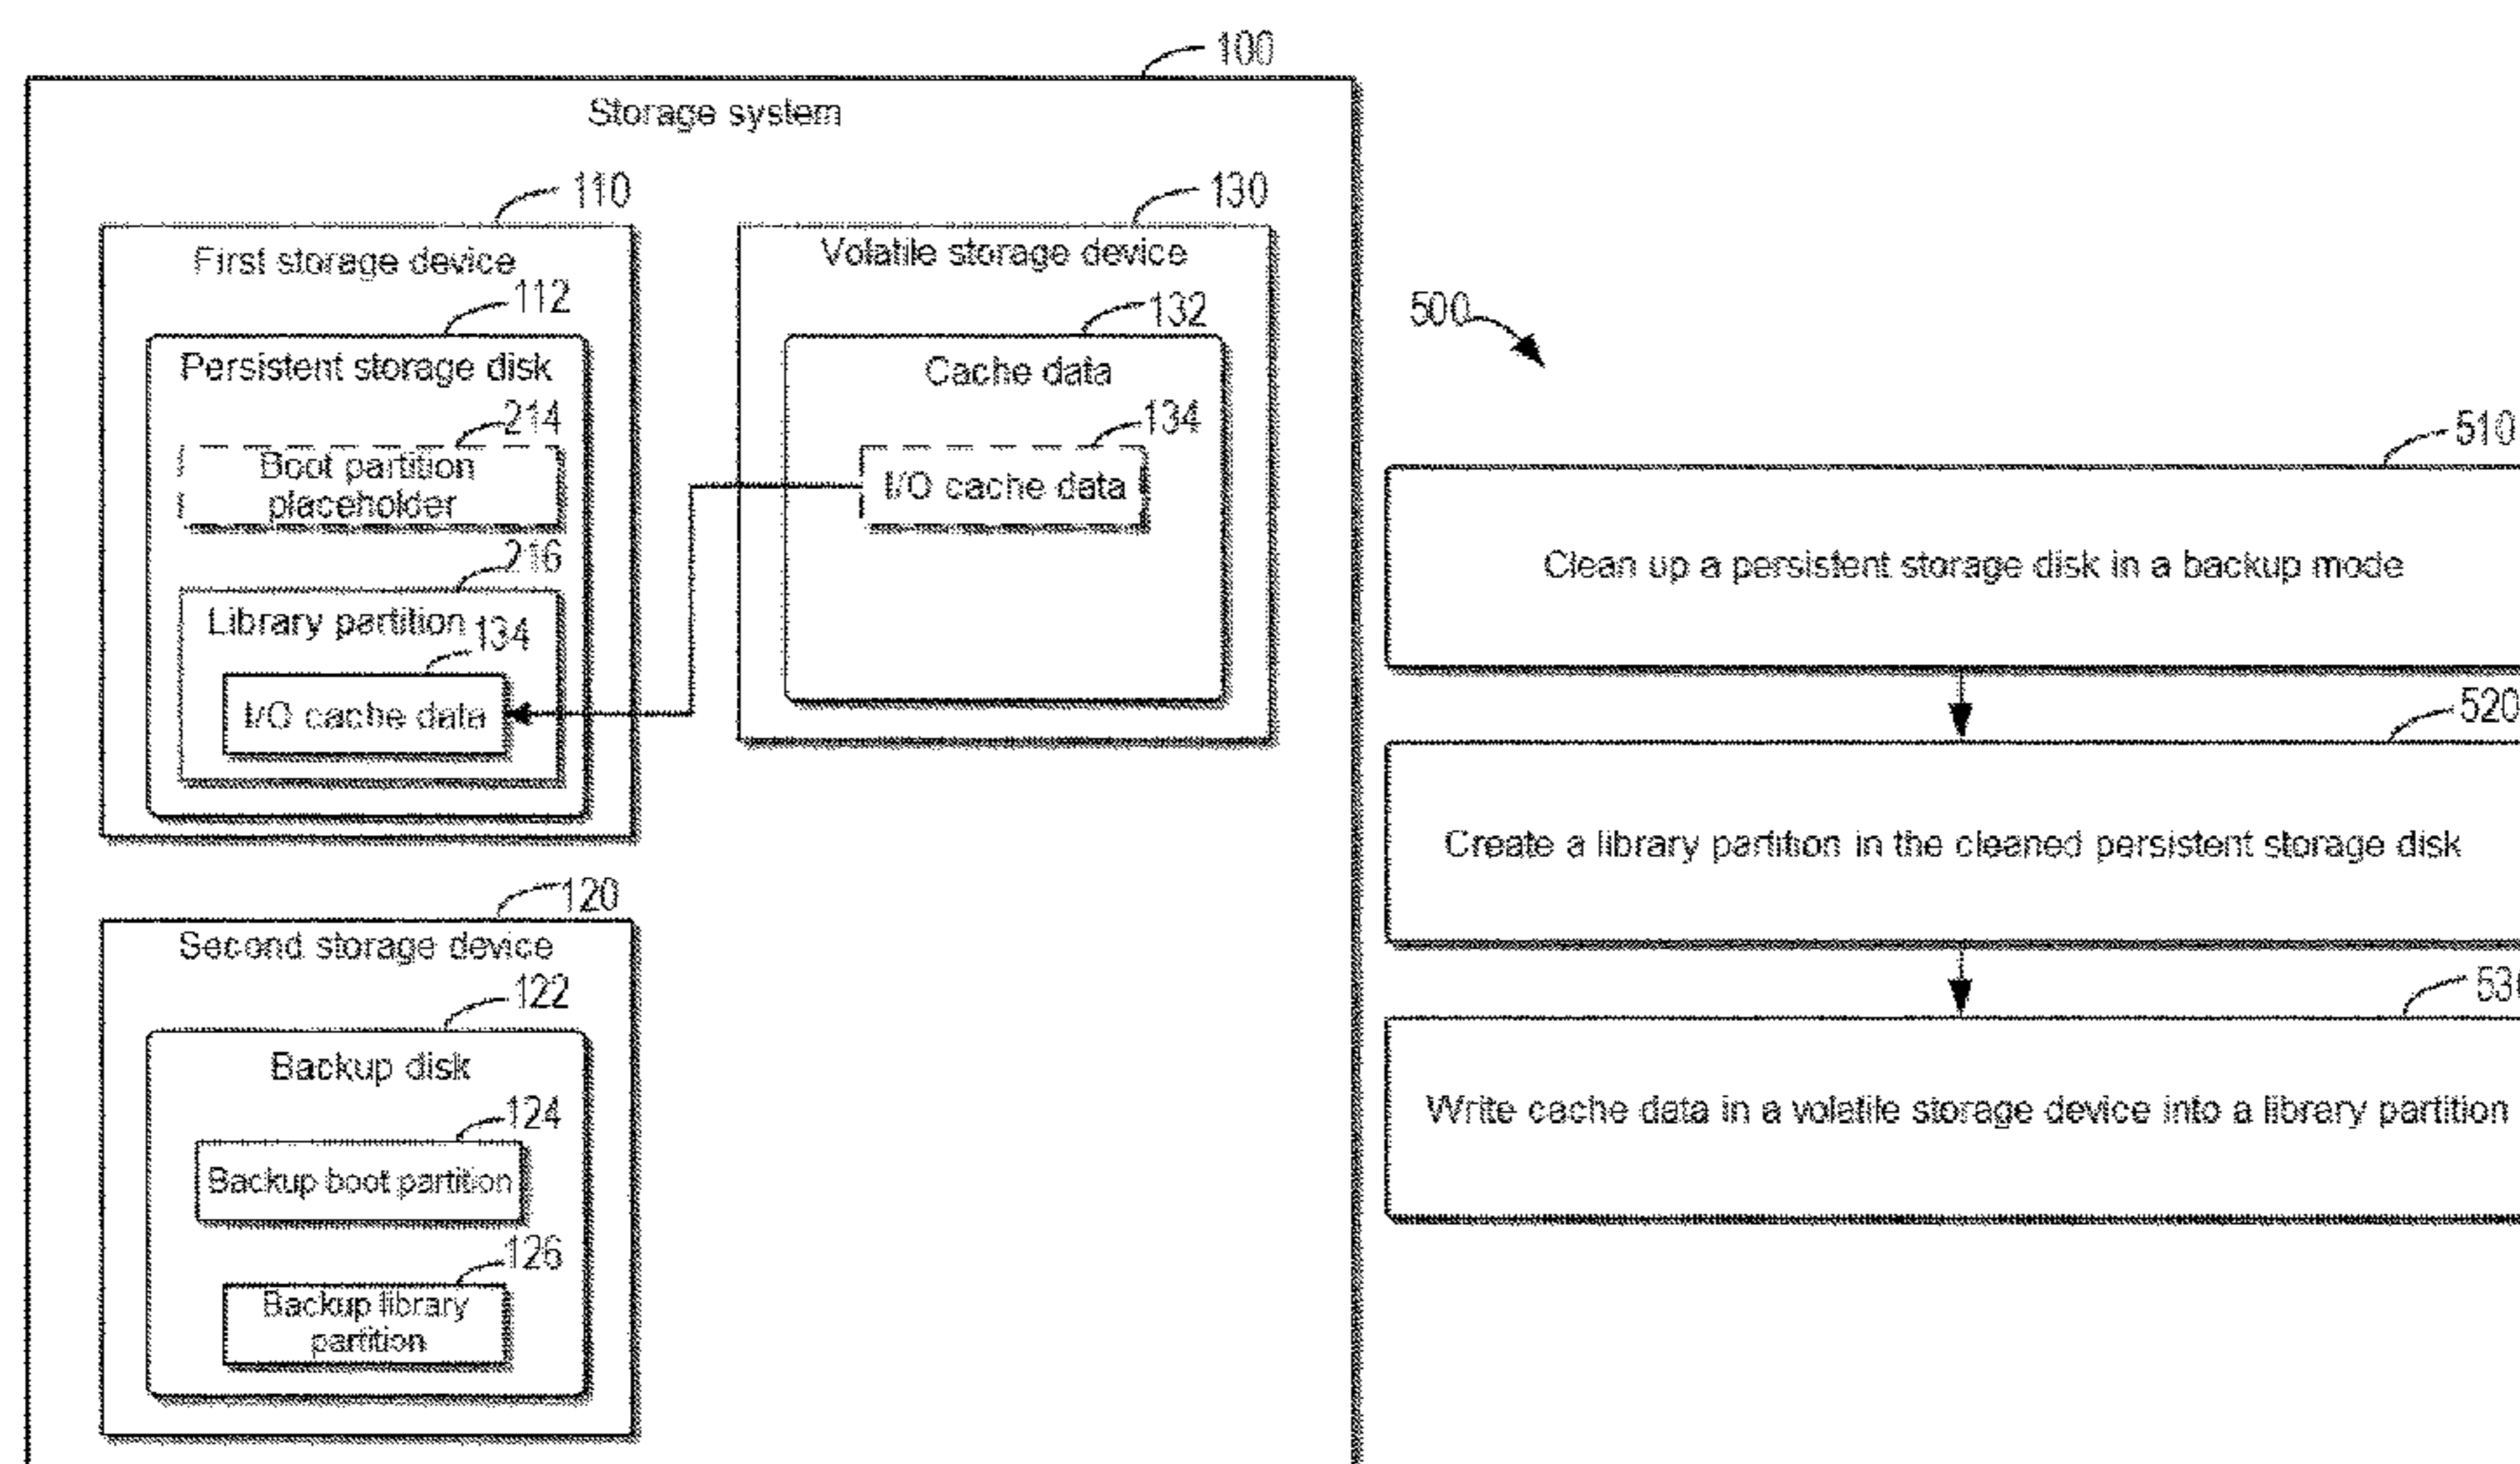 100
Storage system
110
First storage device
112
Persistent storage disk
214
Boot partition
placeholder
216
Library partition
134
I/O cache data
130
Volatile storage device
132
Cache data
134
I/O cache data
120
Second storage device
122
Backup disk
124
Backup boot partition
126
Backup library
partition
500
510
Clean up a persistent storage disk in a backup mode
520
Create a library partition in the cleaned persistent storage disk
Write cache data in a volatile storage device into a library partition